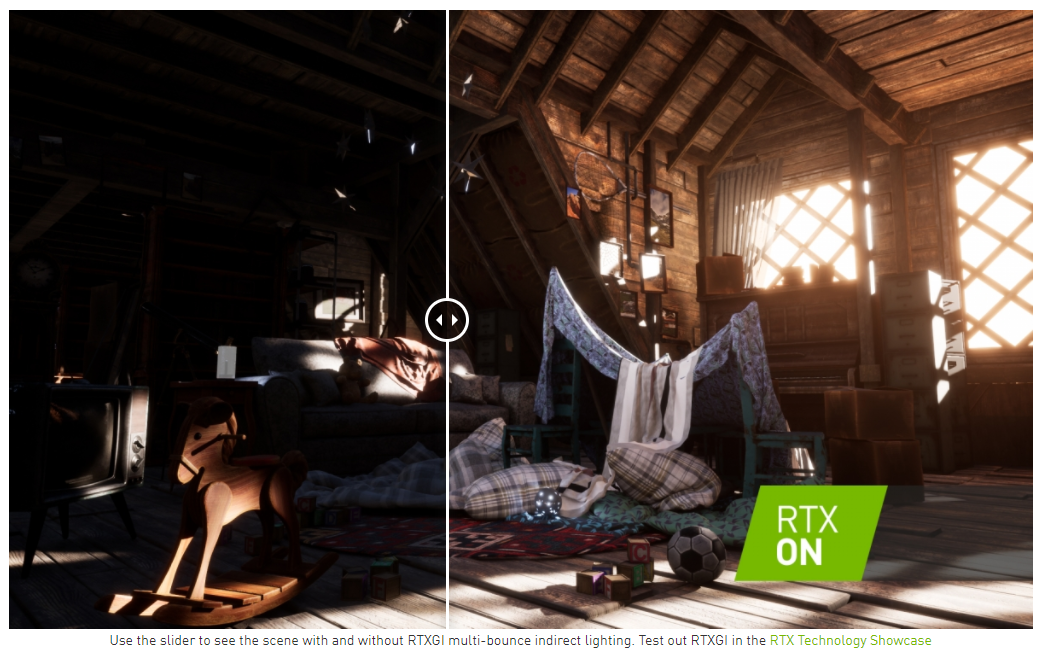 RTX
ON
C
Use the slider to see the scene with and without RTXGI multi-bounce indirect lighting. Test out RTXGI in the RTX Technology Showcase